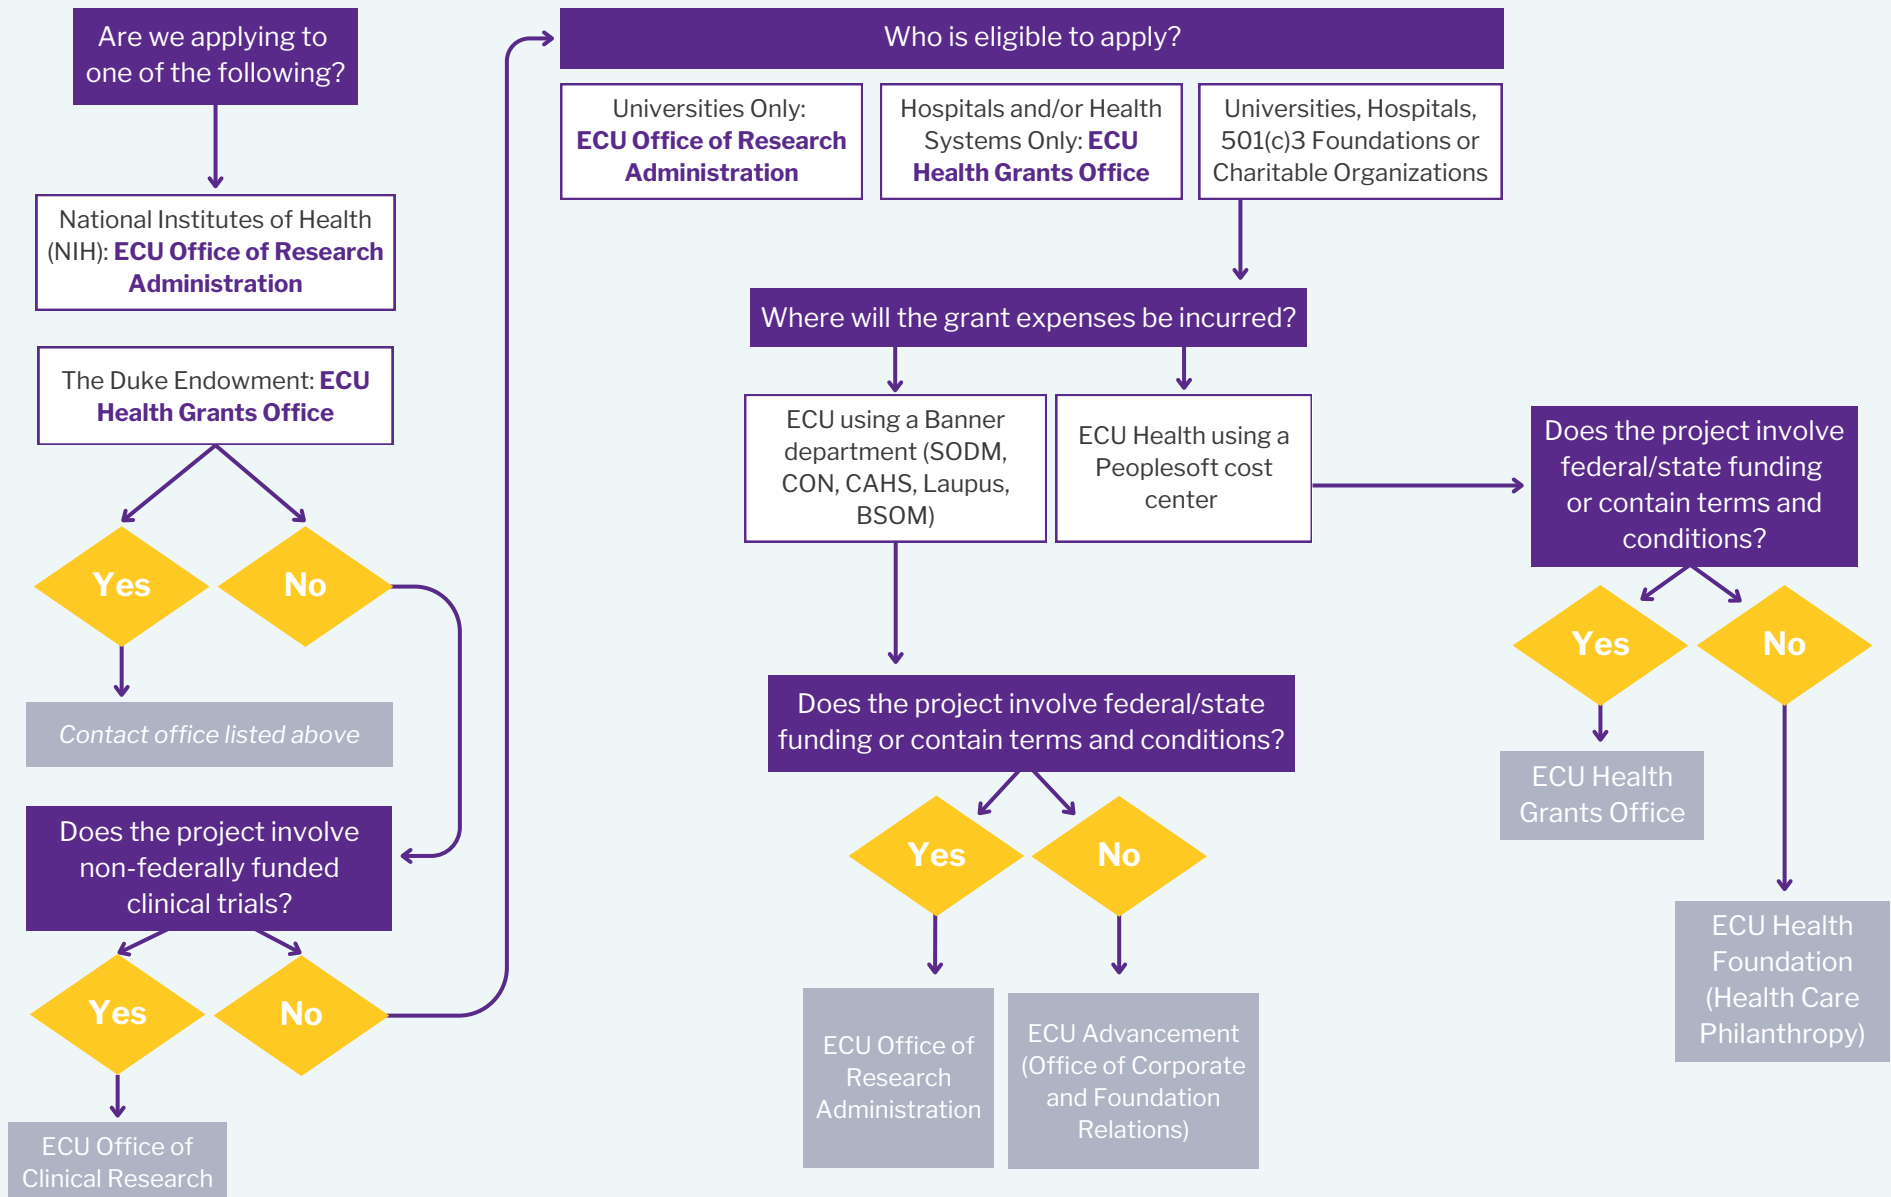 Are we applying to
one of the following?
National Institutes of Health
(NIH): ECU Office of Research
Administration
The Duke Endowment: ECU
Health Grants Office
Yes
No
Contact office listed above
Does the project involve
non-federally funded
clinical trials?
Yes
No
ECU Office of
Clinical Research
Who is eligible to apply?
Universities Only:
ECU Office of Research
Administration
Hospitals and/or Health
Systems Only: ECU
Health Grants Office
Universities, Hospitals,
501(c)3 Foundations or
Charitable Organizations
Where will the grant expenses be incurred?
ECU using a Banner
department (SODM,
CON, CAHS, Laupus,
BSOM)
ECU Health using a
Peoplesoft cost
center
Does the project involve federal/state
funding or contain terms and conditions?
Yes
No
ECU Office of
Research
Administration
ECU Advancement
(Office of Corporate
and Foundation
Relations)
Does the project involve
federal/state funding
or contain terms and
conditions?
Yes
No
ECU Health
Grants Office
ECU Health
Foundation
(Health Care
Philanthropy)